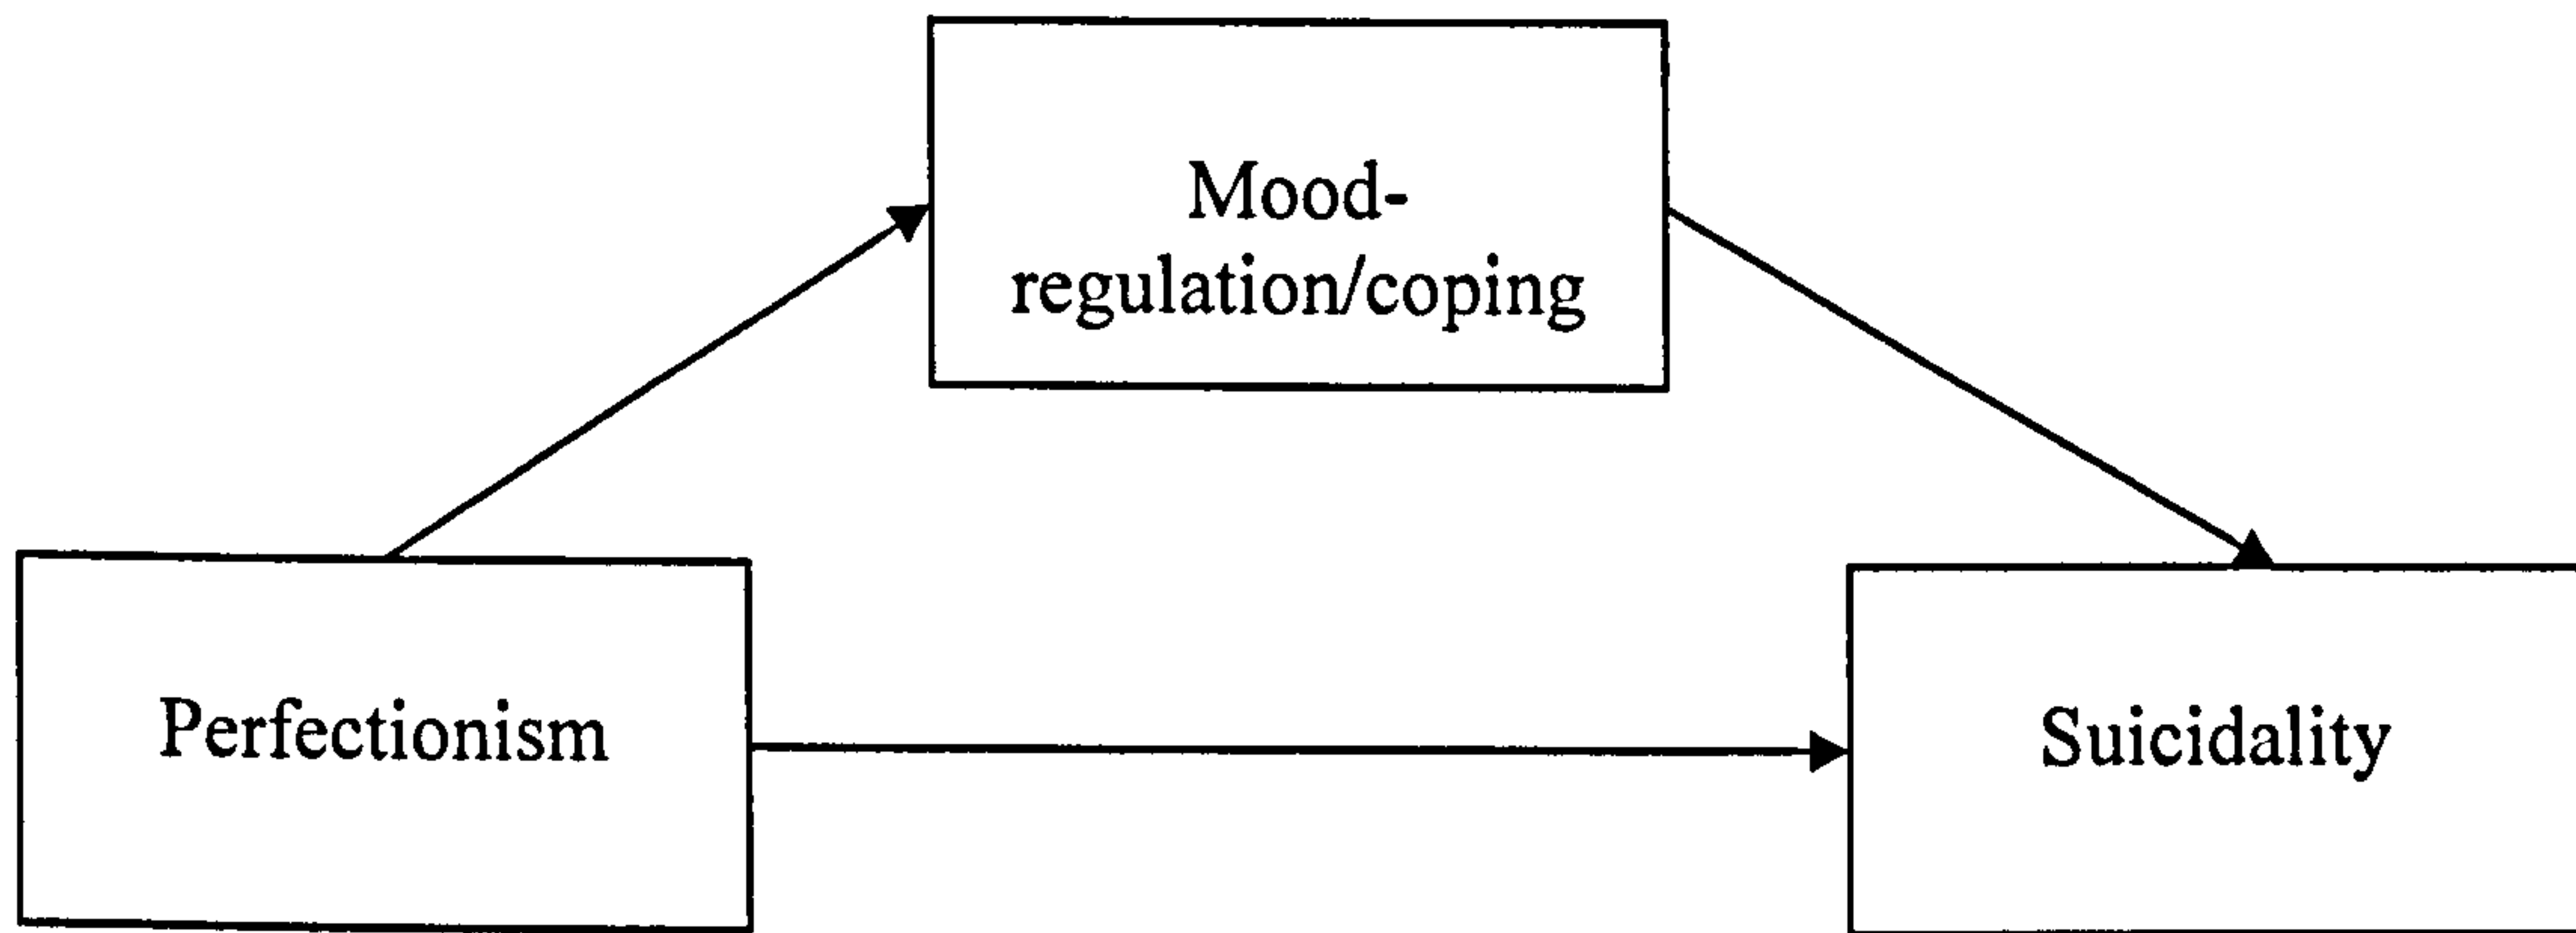 Mood-
regulation/coping
Perfectionism
Suicidality